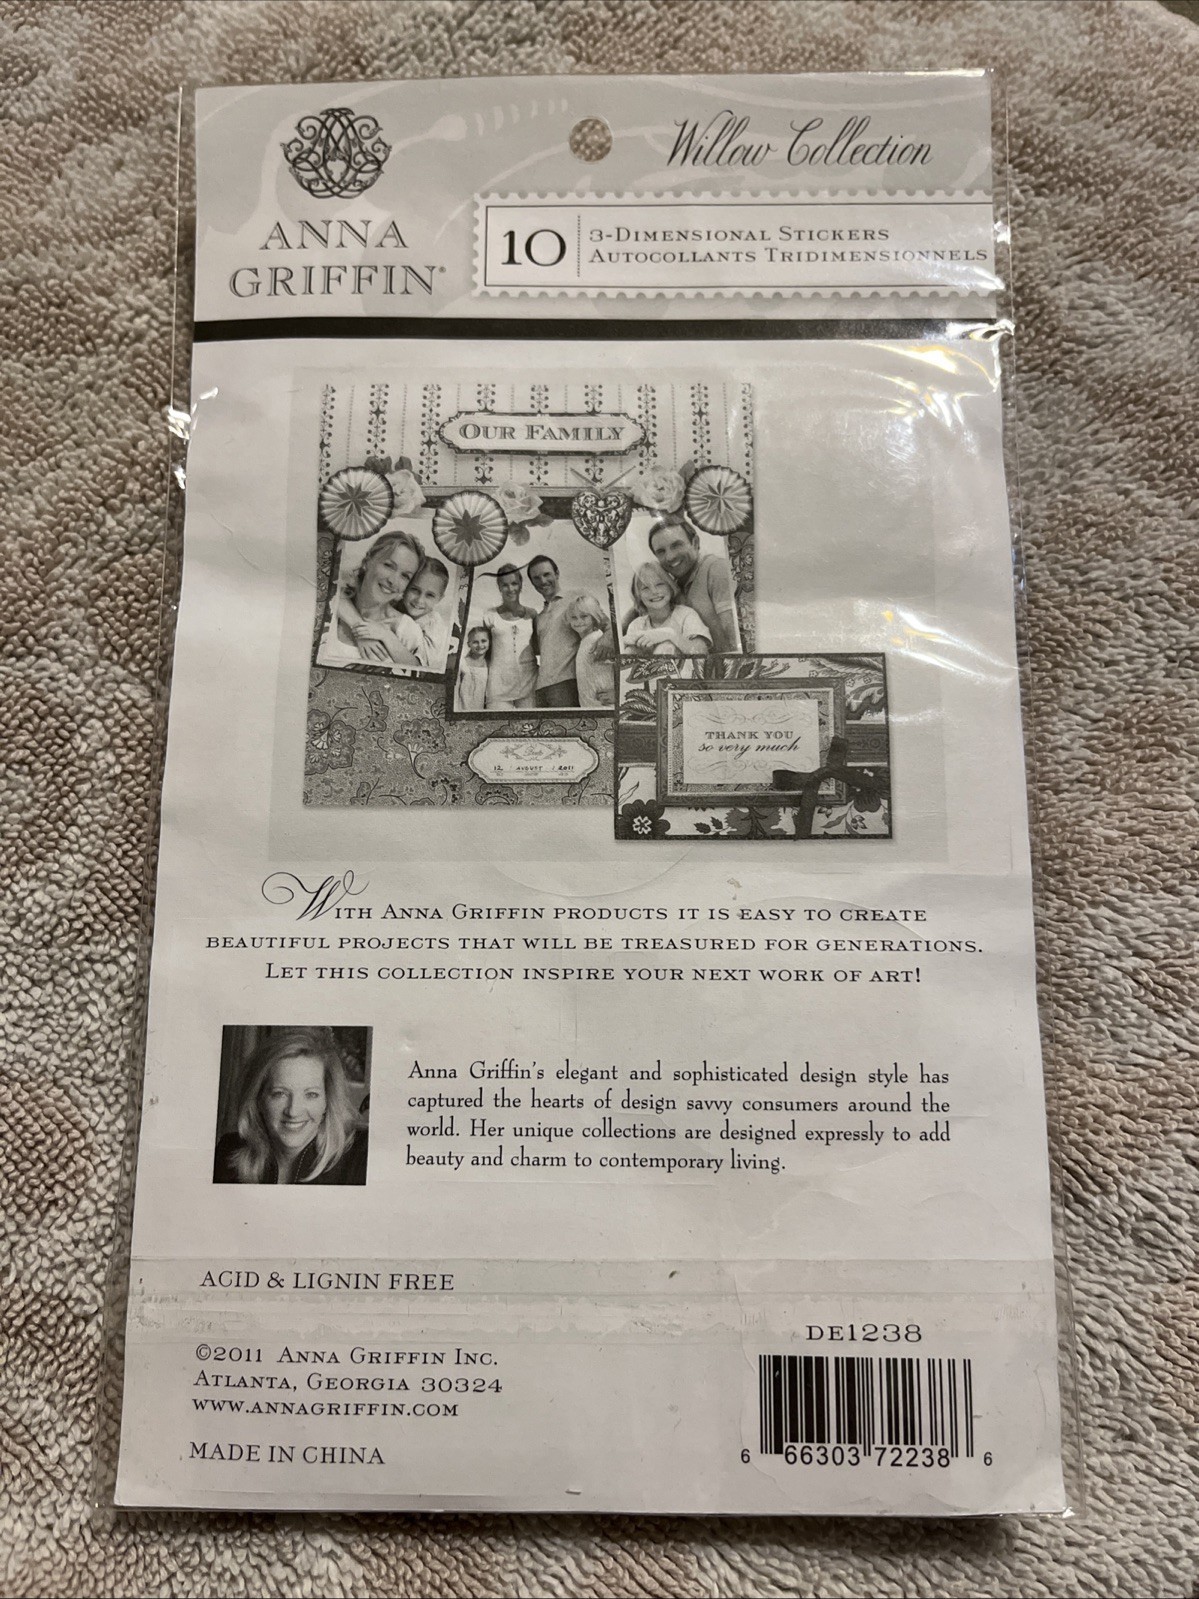 Willow Collection
ANNA
GRIFFIN®
10
3-Dimensional Stickers
Autocollants Tridimensionnels
Our Family
12 August 2011
THANK YOU
so very much
With Anna Griffin products it is easy to create
beautiful projects that will be treasured for generations.
Let this collection inspire your next work of art!
Anna Griffin's elegant and sophisticated design style has
captured the hearts of design savvy consumers around the
world. Her unique collections are designed expressly to add
beauty and charm to contemporary living.
ACID & LIGNIN FREE
DE1238
©2011 Anna Griffin Inc.
Atlanta, Georgia 30324
www.annagriffin.com
MADE IN CHINA
6 66303 72238 6